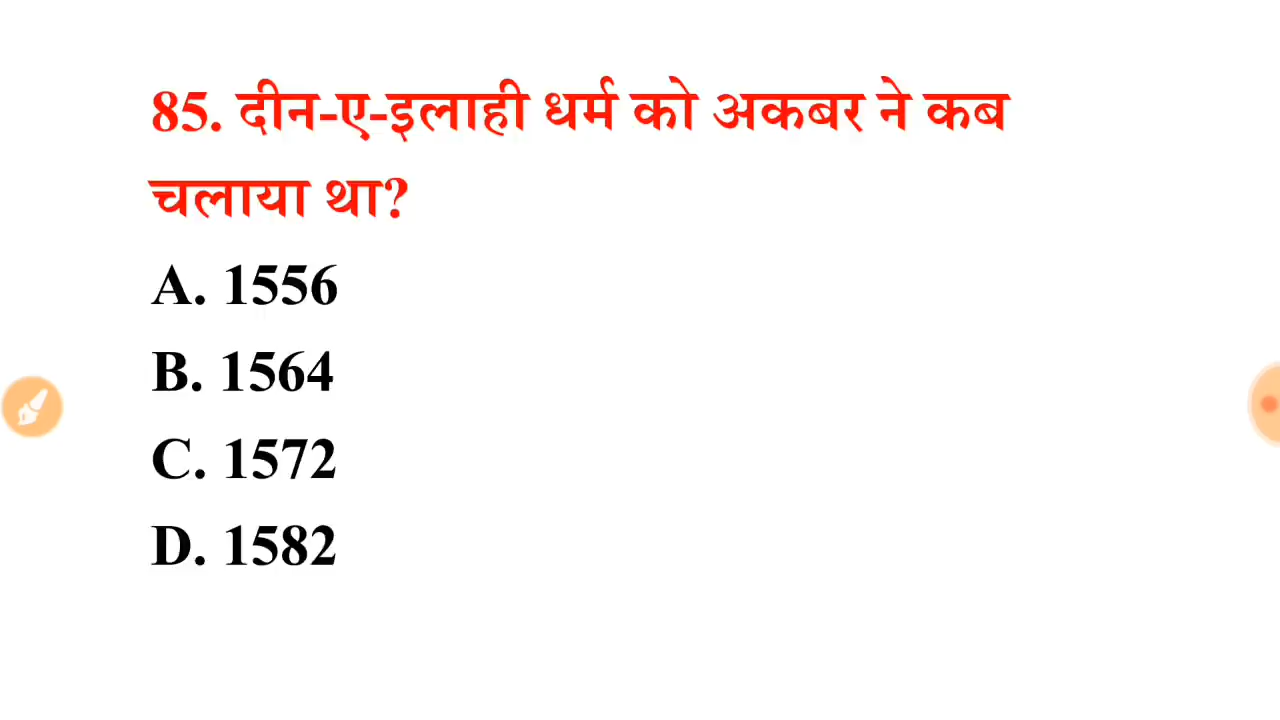 85. दीन-ए-इलाही धर्म को अकबर ने कब
चलाया था?
A. 1556
B. 1564
C. 1572
D. 1582